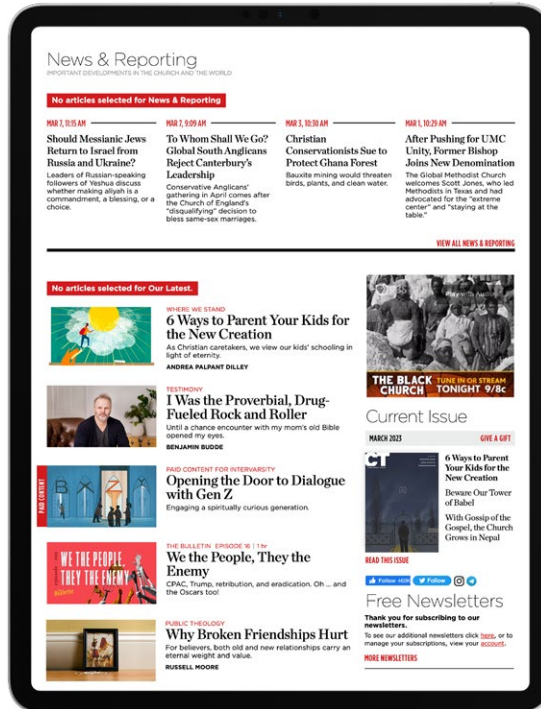 News & Reporting
IMPORTANT DEVELOPMENTS IN THE CHURCH AND THE WORLD
No articles selected for News & Reporting
MAR 7, 11:15 AM
Should Messianic Jews
Return to Israel from
Russia and Ukraine?
Leaders of Russian-speaking
followers of Yeshua discuss
whether making aliyah is a
commandment, a blessing, or a
choice.
MAR 7, 9:09 AM
To Whom Shall We Go?
Global South Anglicans
Reject Canterbury's
Leadership
Conservative Anglicans'
gathering in April comes after
the Church of England's
"disqualifying" decision to
bless same-sex marriages.
MAR 3, 10:30 AM
Christian
Conservationists Sue to
Protect Ghana Forest
Bauxite mining would threaten
birds, plants, and clean water.
MAR 1, 10:29 AM
After Pushing for UMC
Unity, Former Bishop
Joins New Denomination
The Global Methodist Church
welcomes Scott Jones, who led
Methodists in Texas and had
advocated for the "extreme
center" and "staying at the
table."
VIEW ALL NEWS & REPORTING
No articles selected for Our Latest.
WHERE WE STAND
6 Ways to Parent Your Kids for
the New Creation
As Christian caretakers, we view our kids' schooling in
light of eternity.
ANDREA PALPANT DILLEY
TESTIMONY
I Was the Proverbial, Drug-
Fueled Rock and Roller
Until a chance encounter with my mom's old Bible
opened my eyes.
BENJAMIN BUDDE
PAID CONTENT
PAID CONTENT FOR INTERVARSITY
Opening the Door to Dialogue
with Gen Z
Engaging a spiritually curious generation.
WE THE PEOPLE,
THEY THE ENEMY
Bulletin
THE BULLETIN EPISODE 16 | 1 hr
We the People, They the
Enemy
CPAC, Trump, retribution, and eradication. Oh ... and
the Oscars too!
PUBLIC THEOLOGY
Why Broken Friendships Hurt
For believers, both old and new relationships carry an
eternal weight and value.
RUSSELL MOORE
THE BLACK
CHURCH
TUNE IN OR STREAM
TONIGHT 9/8c
Current Issue
MARCH 2023
GIVE A GIFT
CT
6 Ways to Parent
Your Kids for the
New Creation
Beware Our Tower
of Babel
With Gossip of the
Gospel, the Church
Grows in Nepal
READ THIS ISSUE
Follow
Follow
Free Newsletters
Thank you for subscribing to our
newsletters.
To see our additional newsletters click here, or to
manage your subscriptions, view your account.
MORE NEWSLETTERS